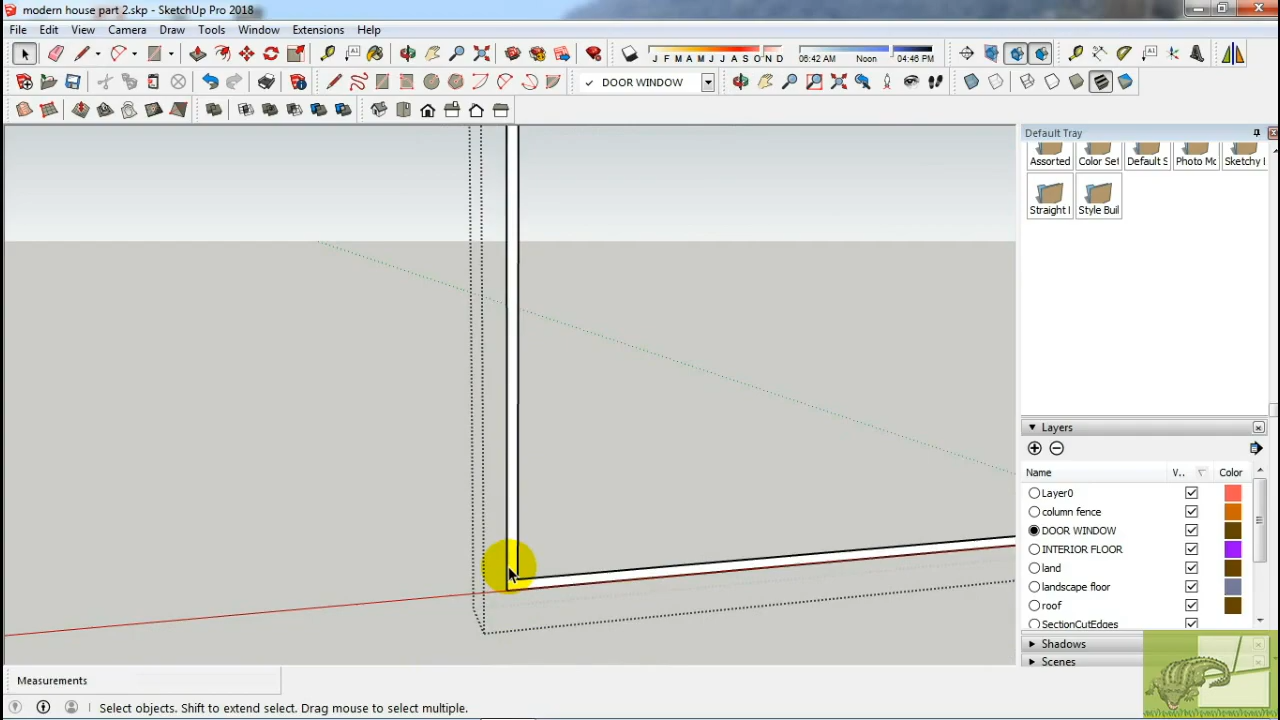 modern house part 2.skp - SketchUp Pro 2018
File Edit View Camera Draw Tools Window Extensions Help
J F M A M J J A S O N D 06:42 AM Noon 04:46 PM
DOOR WINDOW
Default Tray
Assorted Color Set Default S Photo Mc Sketchy I
Straight I Style Buil
Layers
Name V.. Color
Layer0
column fence
DOOR WINDOW
INTERIOR FLOOR
land
landscape floor
roof
SectionCutEdges
Shadows
Scenes
Measurements
Select objects. Shift to extend select. Drag mouse to select multiple.